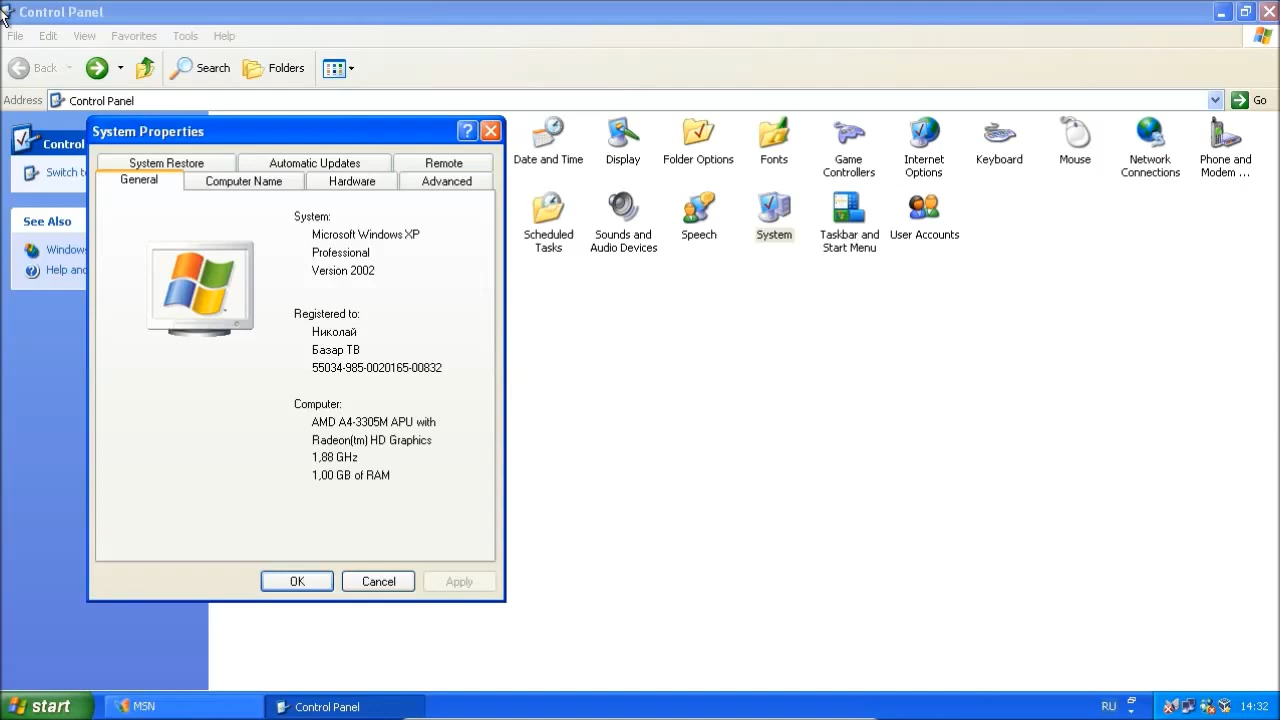 Control Panel
File Edit View Favorites Tools Help
Back Search Folders
Address Control Panel Go
Control
Switch to
See Also
Windows
Help and
System Properties
System Restore Automatic Updates Remote
General Computer Name Hardware Advanced
System:
Microsoft Windows XP
Professional
Version 2002
Registered to:
Николай
Базар ТВ
55034-985-0020165-00832
Computer:
AMD A4-3305M APU with
Radeon(tm) HD Graphics
1,88 GHz
1,00 GB of RAM
OK Cancel Apply
Date and Time Display Folder Options Fonts Game Controllers Internet Options Keyboard Mouse Network Connections Phone and Modem ...
Scheduled Tasks Sounds and Audio Devices Speech System Taskbar and Start Menu User Accounts
start MSN Control Panel RU 14:32